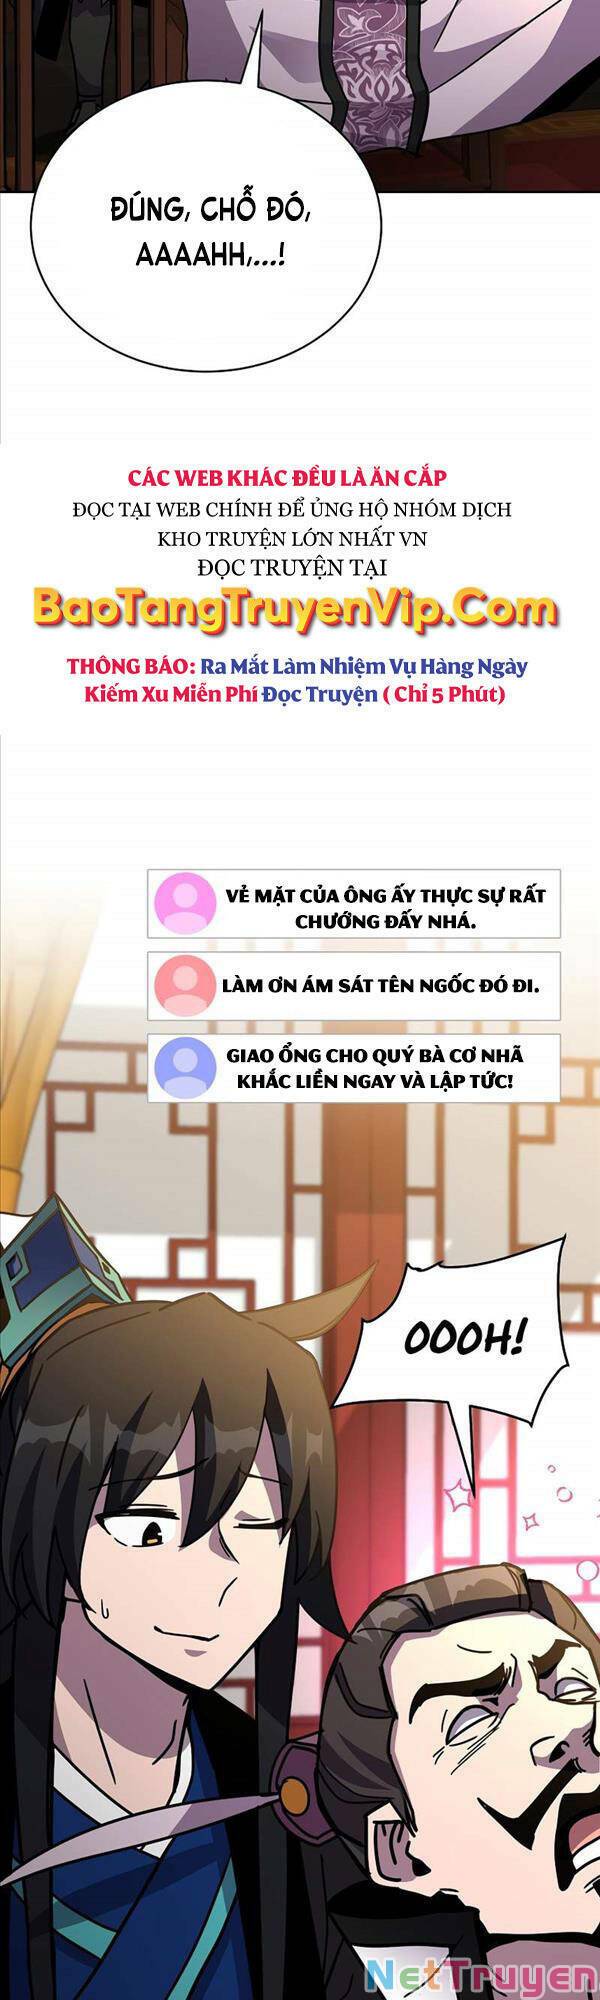 ĐÚNG, CHỖ ĐÓ,
AAAAHH,...!
CÁC WEB KHÁC ĐỀU LÀ ĂN CẮP
ĐỌC TẠI WEB CHÍNH ĐỂ ỦNG HỘ NHÓM DỊCH
KHO TRUYỆN LỚN NHẤT VN
ĐỌC TRUYỆN TẠI
BaoTangTruyenVip.Com
THÔNG BÁO: Ra Mắt Làm Nhiệm Vụ Hàng Ngày
Kiếm Xu Miễn Phí Đọc Truyện ( Chỉ 5 Phút)
VẺ MẶT CỦA ÔNG ẤY THỰC SỰ RẤT
CHƯỚNG ĐẤY NHÁ.
LÀM ƠN ÁM SÁT TÊN NGỐC ĐÓ ĐI.
GIAO ỔNG CHO QUÝ BÀ CƠ NHÃ
KHẮC LIỀN NGAY VÀ LẬP TỨC!
OOOH!
NetTruyen